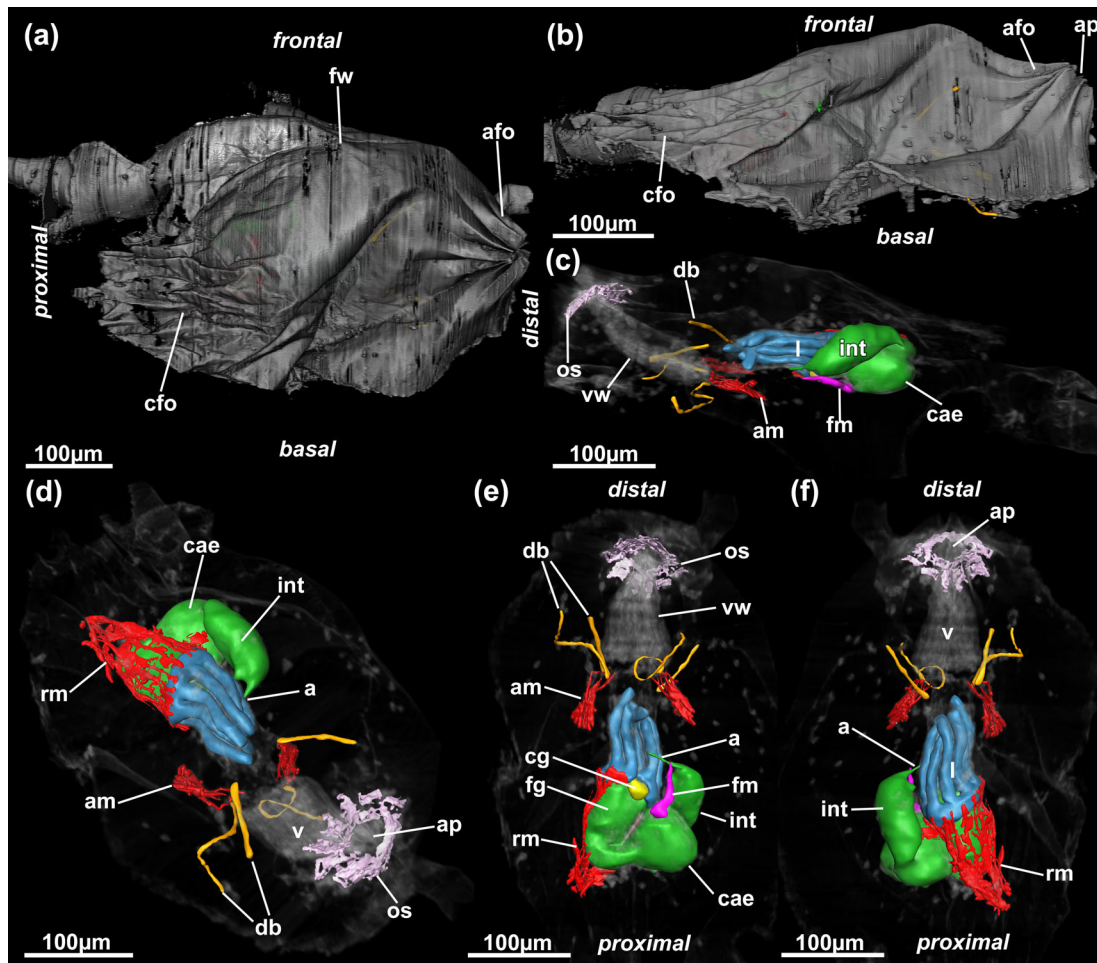 (a)
frontal
fw
afo
proximal
cfo
basal
100µm
(b)
frontal
afo
ap
cfo
100µm
basal
(c)
distal
db
os
vw
l
int
am
fm
cae
100µm
(d)
cae
int
rm
a
am
v
ap
db
os
100µm
(e)
distal
db
os
vw
am
a
cg
fg
fm
int
rm
cae
100µm
proximal
(f)
distal
ap
v
a
l
int
rm
100µm
proximal